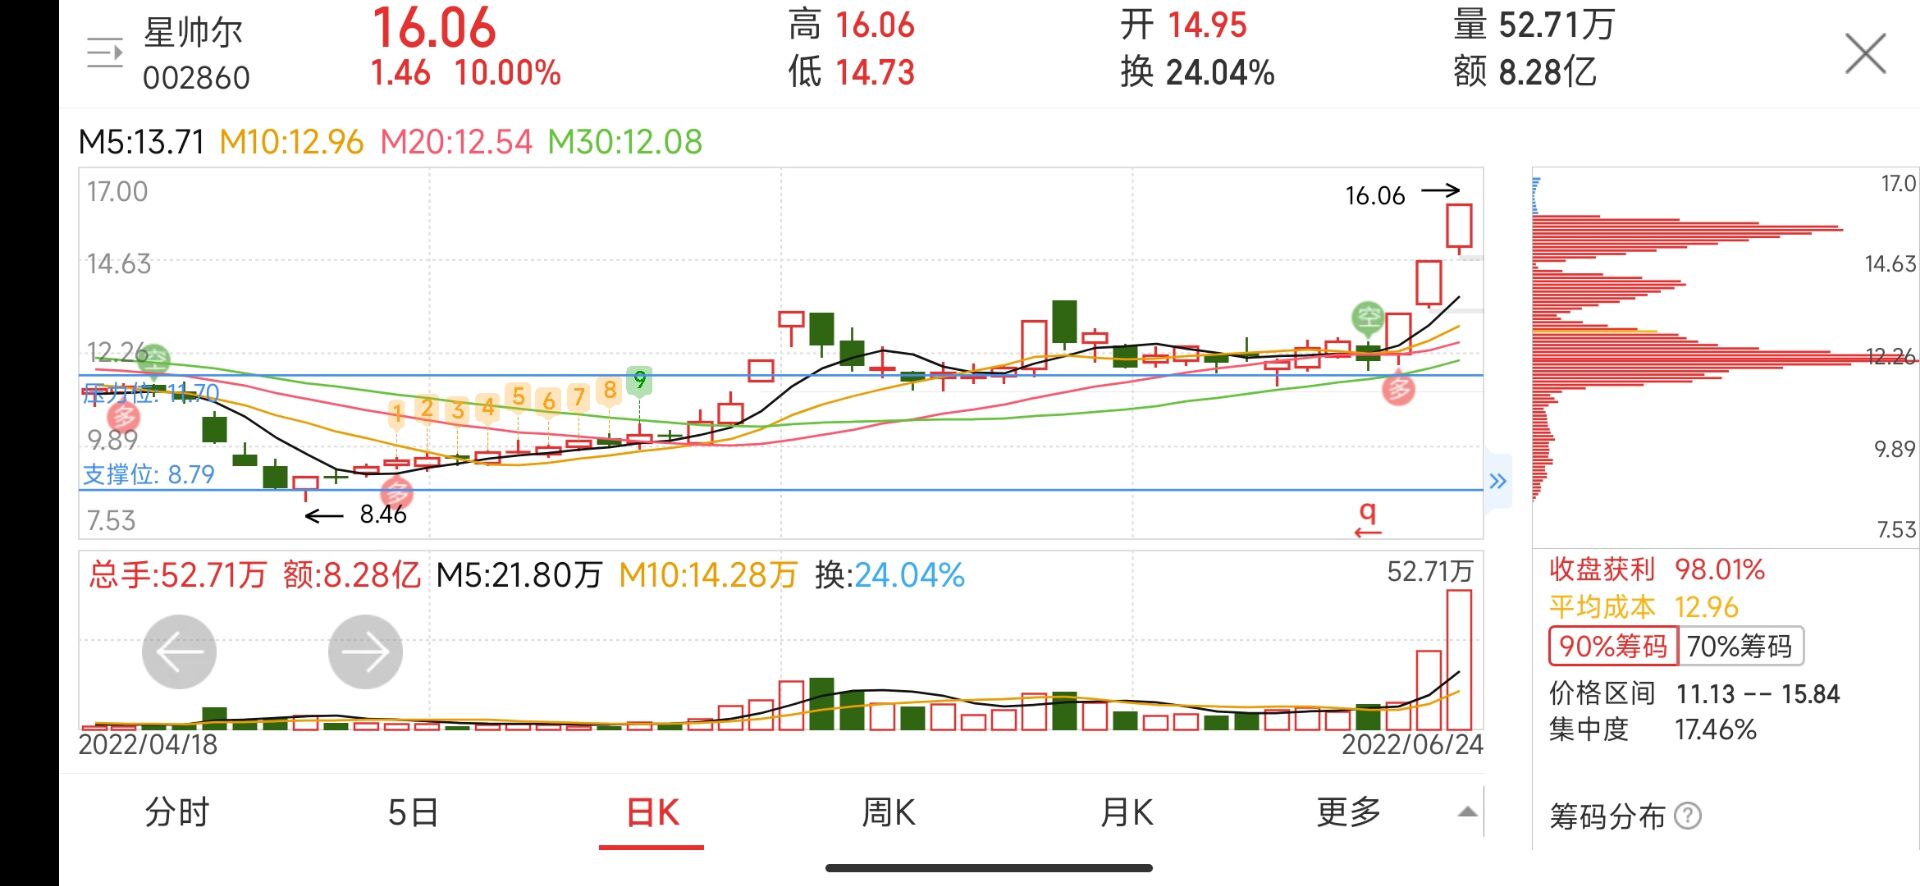 星帅尔
002860
16.06
1.46 10.00%
高 16.06
低 14.73
开 14.95
换 24.04%
量 52.71万
额 8.28亿
M5:13.71 M10:12.96 M20:12.54 M30:12.08
17.00
14.63
12.26
9.89
7.53
压力位: 11.70
支撑位: 8.79
空
多
1 2 3 4 5 6 7 8 9
多
8.46
16.06
空
多
q
17.0
14.63
12.26
9.89
7.53
总手:52.71万 额:8.28亿 M5:21.80万 M10:14.28万 换:24.04%
52.71万
2022/04/18
2022/06/24
收盘获利 98.01%
平均成本 12.96
90%筹码 70%筹码
价格区间 11.13 -- 15.84
集中度 17.46%
筹码分布 ?
分时 5日 日K 周K 月K 更多